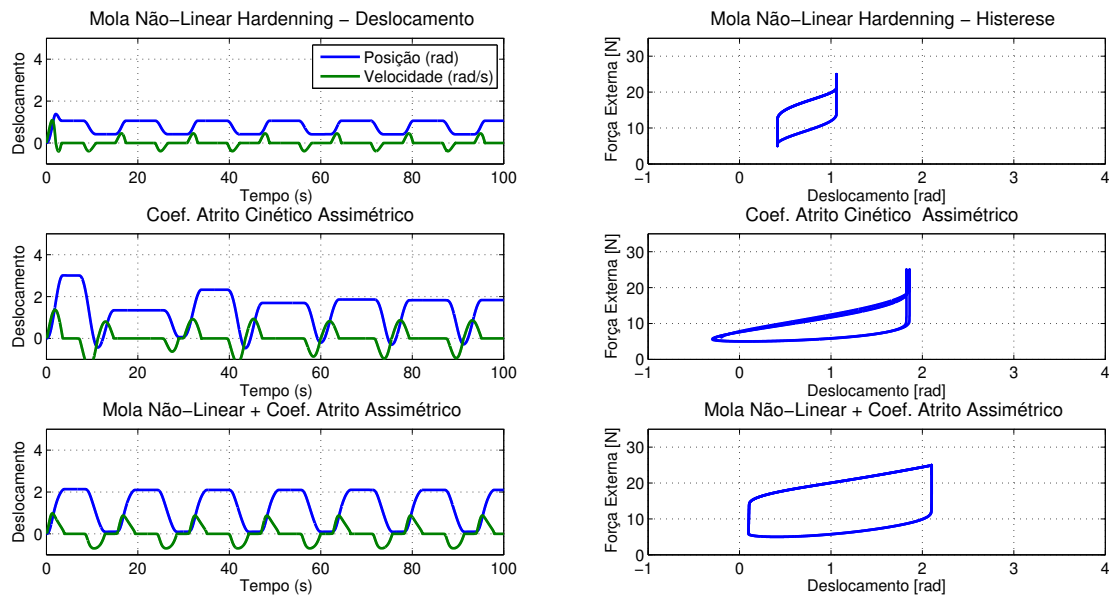 Mola Não−Linear Hardenning − Deslocamento
Deslocamento
4
2
0
Posição (rad)
Velocidade (rad/s)
0 20 40 60 80 100
Tempo (s)
Mola Não−Linear Hardenning − Histerese
Força Externa [N]
30
20
10
0
−1 0 1 2 3 4
Deslocamento [rad]
Coef. Atrito Cinético Assimétrico
Deslocamento
4
2
0
0 20 40 60 80 100
Tempo (s)
Coef. Atrito Cinético  Assimétrico
Força Externa [N]
30
20
10
0
−1 0 1 2 3 4
Deslocamento [rad]
Mola Não−Linear + Coef. Atrito Assimétrico
Deslocamento
4
2
0
0 20 40 60 80 100
Tempo (s)
Mola Não−Linear + Coef. Atrito Assimétrico
Força Externa [N]
30
20
10
0
−1 0 1 2 3 4
Deslocamento [rad]